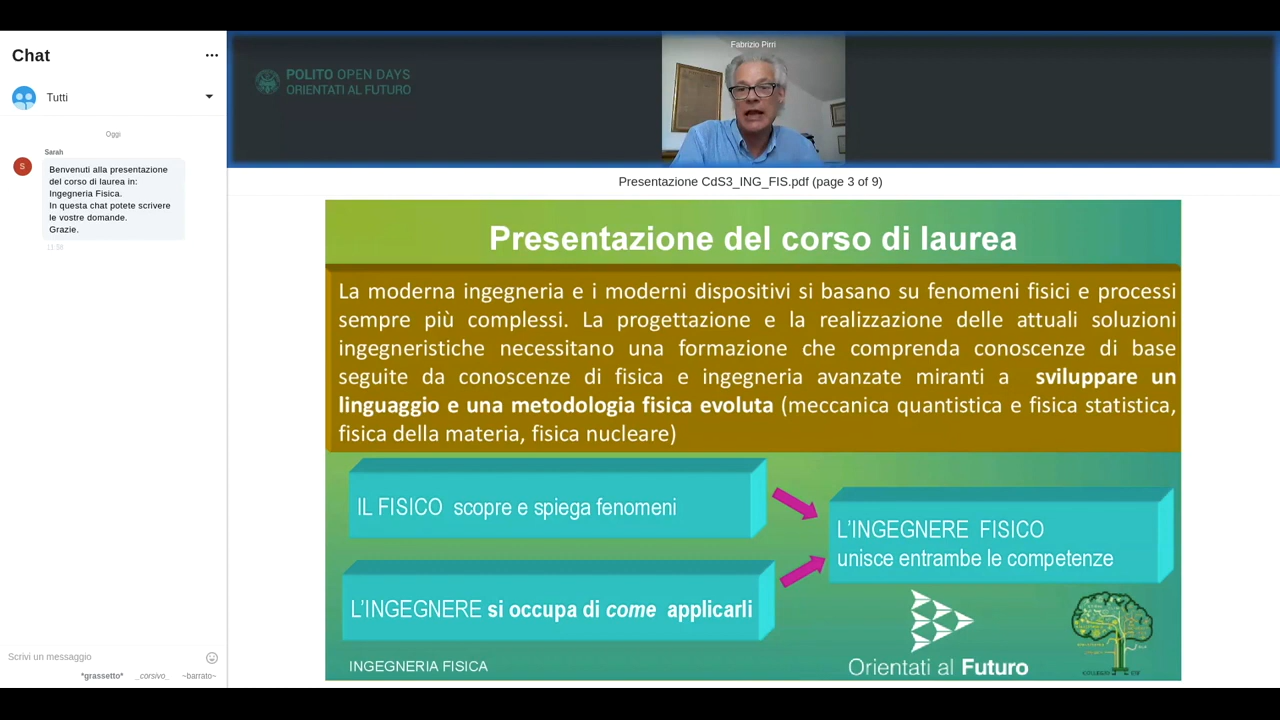 Chat
Tutti
Oggi
Sarah
S
Benvenuti alla presentazione
del corso di laurea in:
Ingegneria Fisica.
In questa chat potete scrivere
le vostre domande.
Grazie.
Scrivi un messaggio
*grassetto* _corsivo_ ~barrato~
POLITO OPEN DAYS
ORIENTATI AL FUTURO
Fabrizio Pirri
Presentazione CdS3_ING_FIS.pdf (page 3 of 9)
Presentazione del corso di laurea
La moderna ingegneria e i moderni dispositivi si basano su fenomeni fisici e processi
sempre più complessi. La progettazione e la realizzazione delle attuali soluzioni
ingegneristiche necessitano una formazione che comprenda conoscenze di base
seguite da conoscenze di fisica e ingegneria avanzate miranti a sviluppare un
linguaggio e una metodologia fisica evoluta (meccanica quantistica e fisica statistica,
fisica della materia, fisica nucleare)
IL FISICO scopre e spiega fenomeni
L'INGEGNERE si occupa di come applicarli
L'INGEGNERE FISICO
unisce entrambe le competenze
INGEGNERIA FISICA
Orientati al Futuro